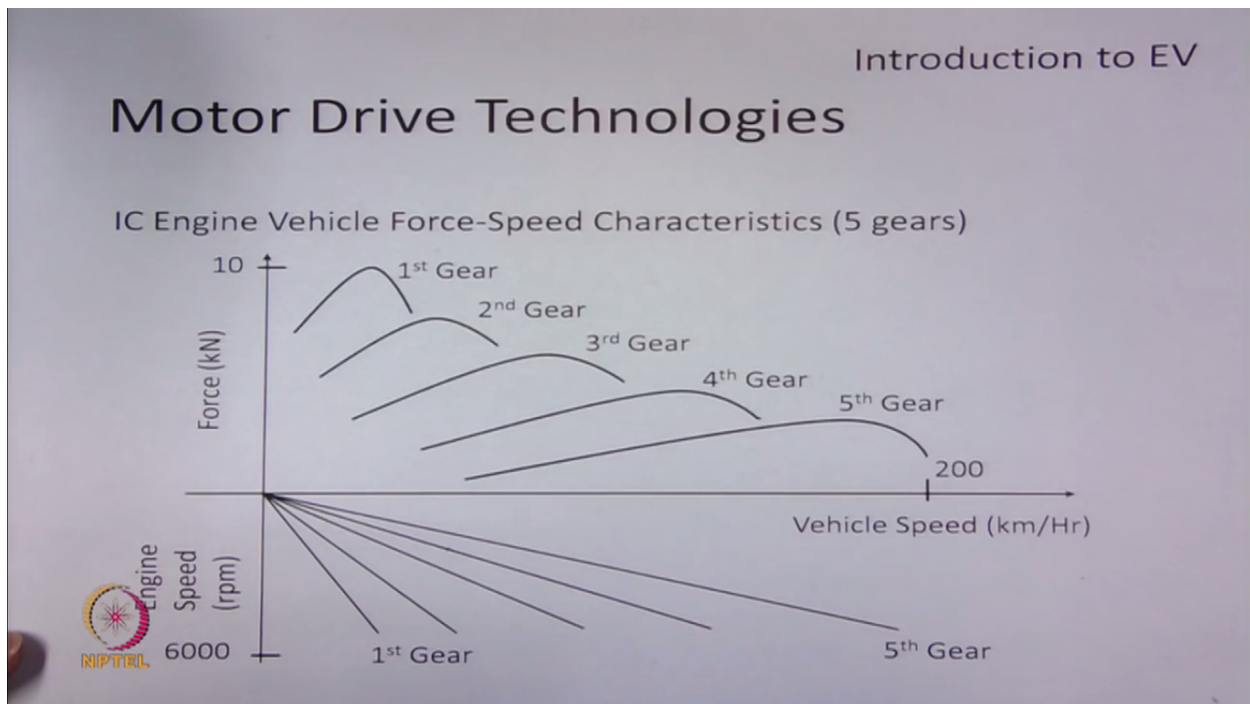 Introduction to EV
Motor Drive Technologies
IC Engine Vehicle Force-Speed Characteristics (5 gears)
10
1st Gear
2nd Gear
3rd Gear
4th Gear
5th Gear
Force (kN)
200
Vehicle Speed (km/Hr)
Engine
Speed
(rpm)
6000
1st Gear
5th Gear
NPTEL